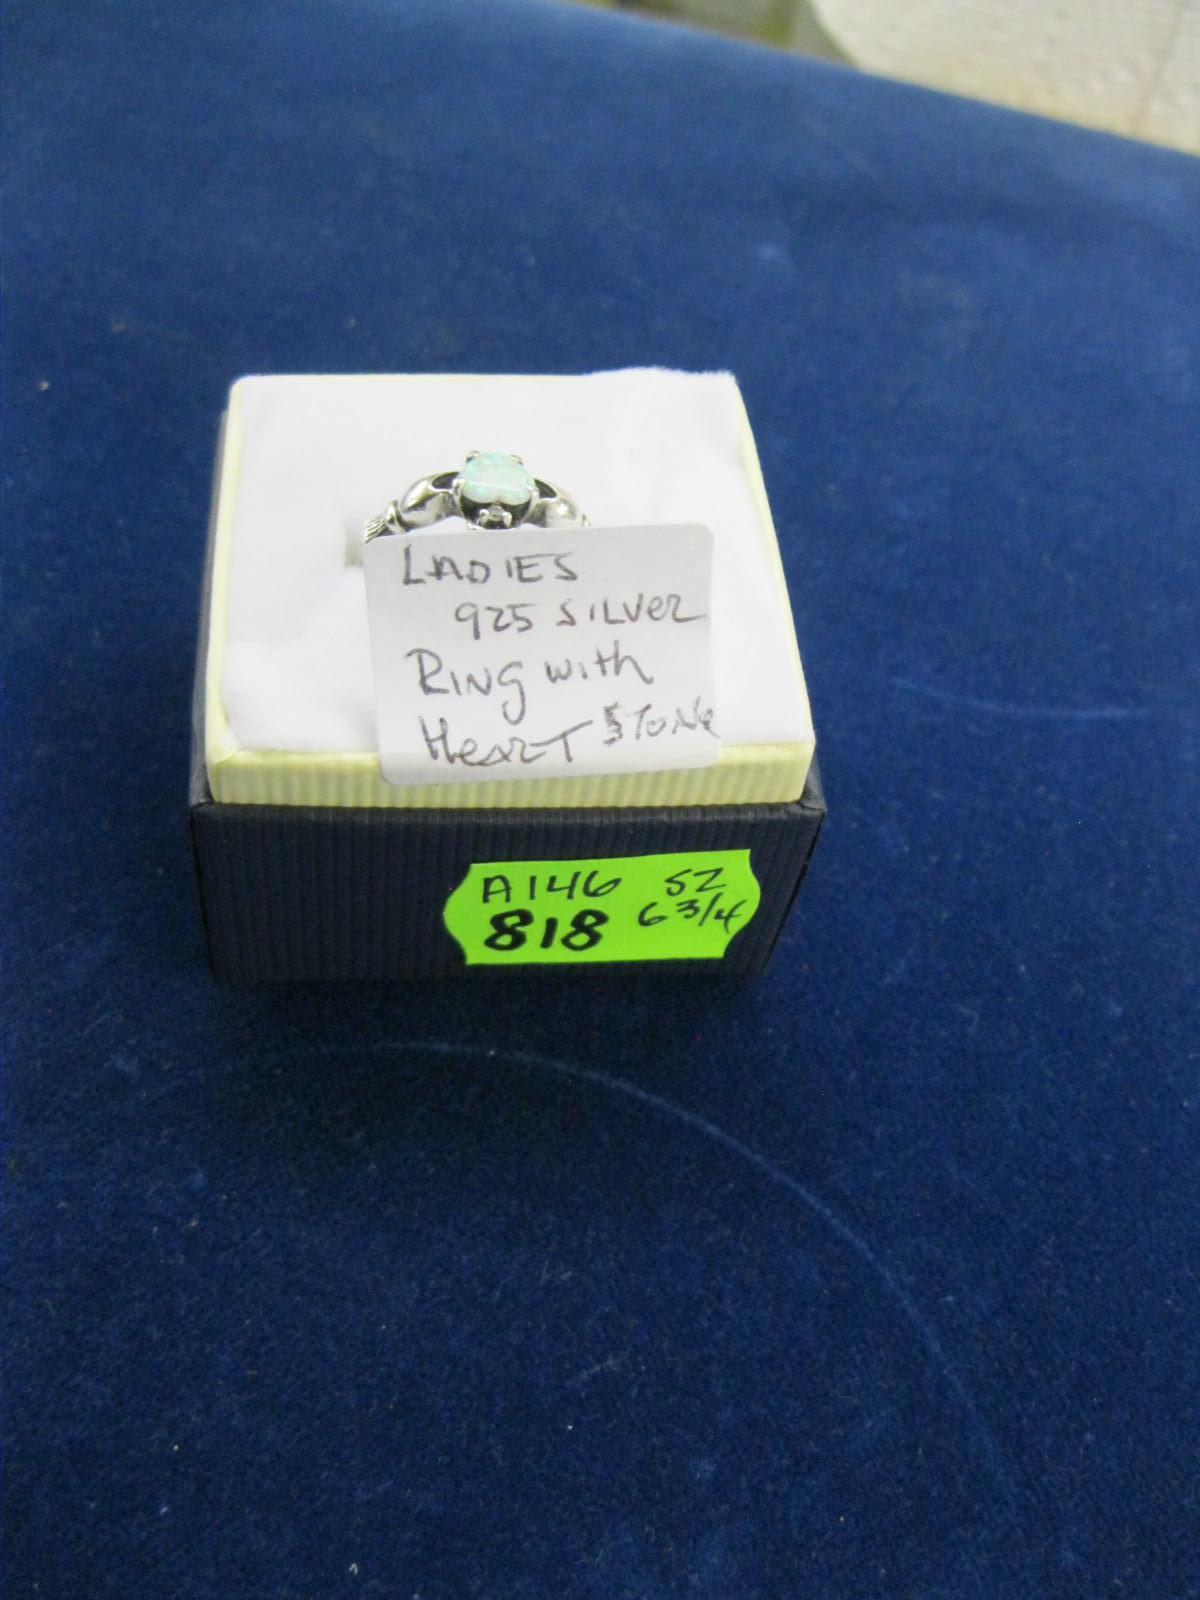 LADIES
925 SILVER
RING with
HeART STONe
A146 SZ
818 6 3/4